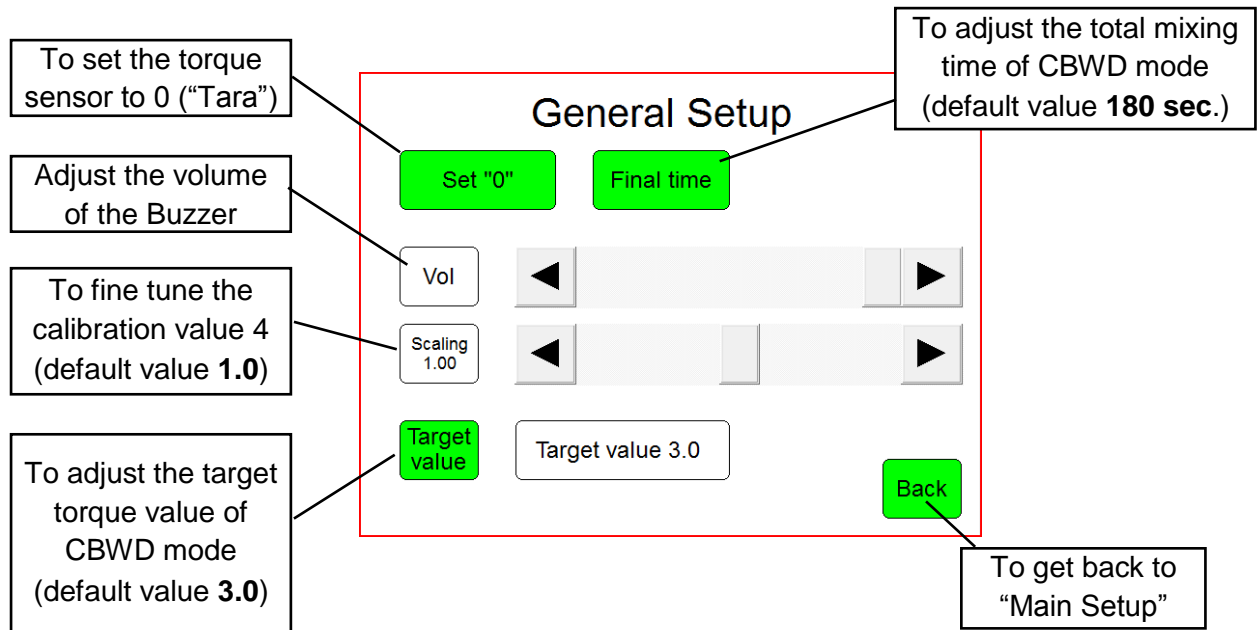 To set the torque
sensor to 0 (“Tara”)
To adjust the total mixing
time of CBWD mode
(default value 180 sec.)
General Setup
Set "0"
Final time
Adjust the volume
of the Buzzer
Vol
To fine tune the
calibration value 4
(default value 1.0)
Scaling
1.00
To adjust the target
torque value of
CBWD mode
(default value 3.0)
Target
value
Target value 3.0
Back
To get back to
“Main Setup”